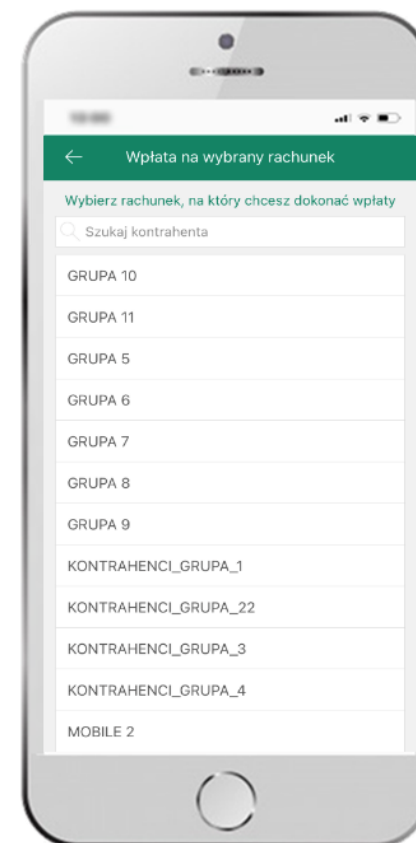 Wpłata na wybrany rachunek
Wybierz rachunek, na który chcesz dokonać wpłaty
Szukaj kontrahenta
GRUPA 10
GRUPA 11
GRUPA 5
GRUPA 6
GRUPA 7
GRUPA 8
GRUPA 9
KONTRAHENCI_GRUPA_1
KONTRAHENCI_GRUPA_22
KONTRAHENCI_GRUPA_3
KONTRAHENCI_GRUPA_4
MOBILE 2